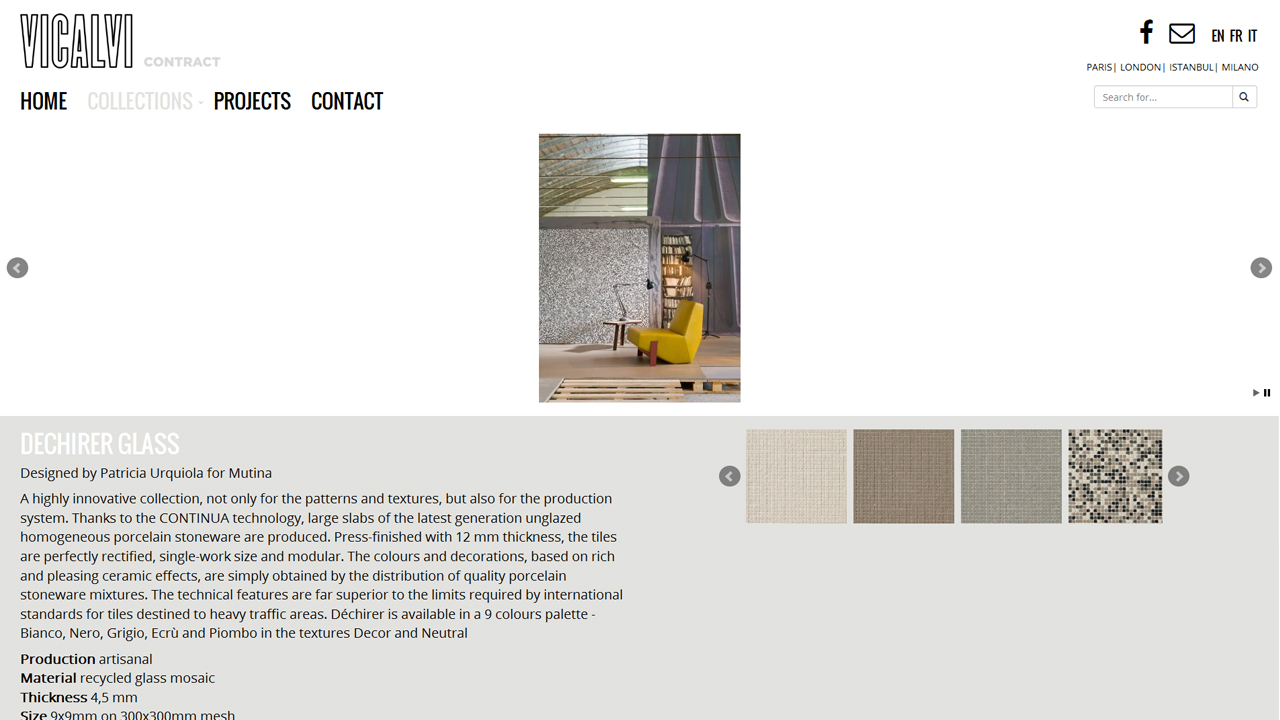 VICALVI CONTRACT
EN FR IT
PARIS| LONDON| ISTANBUL| MILANO
HOME COLLECTIONS PROJECTS CONTACT
Search for...
DECHIRER GLASS
Designed by Patricia Urquiola for Mutina
A highly innovative collection, not only for the patterns and textures, but also for the production
system. Thanks to the CONTINUA technology, large slabs of the latest generation unglazed
homogeneous porcelain stoneware are produced. Press-finished with 12 mm thickness, the tiles
are perfectly rectified, single-work size and modular. The colours and decorations, based on rich
and pleasing ceramic effects, are simply obtained by the distribution of quality porcelain
stoneware mixtures. The technical features are far superior to the limits required by international
standards for tiles destined to heavy traffic areas. Déchirer is available in a 9 colours palette -
Bianco, Nero, Grigio, Ecrù and Piombo in the textures Decor and Neutral
Production artisanal
Material recycled glass mosaic
Thickness 4,5 mm
Size 9x9mm on 300x300mm mesh